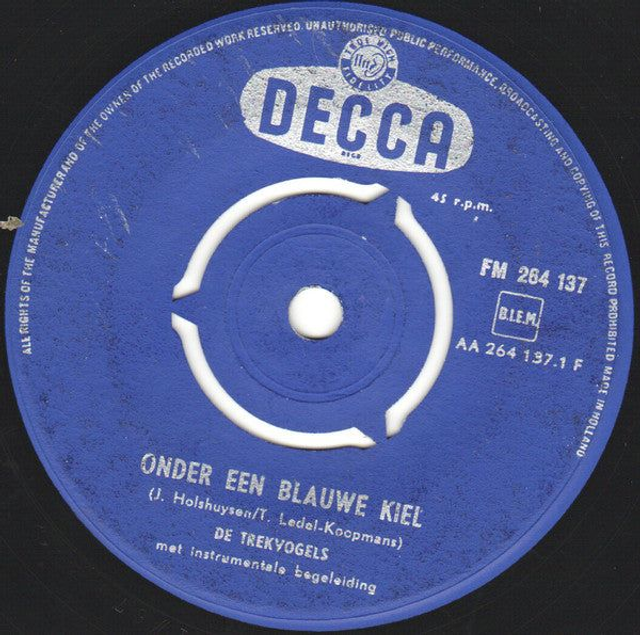 ALL RIGHTS OF THE MANUFACTURER AND OF THE OWNER OF THE RECORDED WORK RESERVED. UNAUTHORISED PUBLIC PERFORMANCE, BROADCASTING AND COPYING OF THIS RECORD PROHIBITED MADE IN HOLLAND
DECCA
45 r.p.m.
FM 264 137
B.I.E.M.
AA 264 137.1 F
ONDER EEN BLAUWE KIEL
(J. Holshuysen/T. Ledel-Koopmans)
DE TREKVOGELS
met instrumentale begeleiding